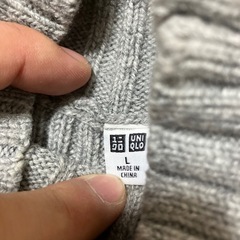 ユニ UNI
クロ QLO
L
MADE IN
CHINA